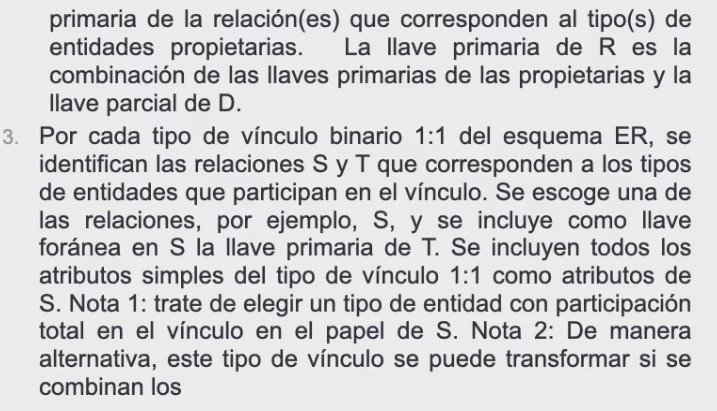 primaria de la relación(es) que corresponden al tipo(s) de
entidades propietarias. La llave primaria de R es la
combinación de las llaves primarias de las propietarias y la
llave parcial de D.
3. Por cada tipo de vínculo binario 1:1 del esquema ER, se
identifican las relaciones S y T que corresponden a los tipos
de entidades que participan en el vínculo. Se escoge una de
las relaciones, por ejemplo, S, y se incluye como llave
foránea en S la llave primaria de T. Se incluyen todos los
atributos simples del tipo de vínculo 1:1 como atributos de
S. Nota 1: trate de elegir un tipo de entidad con participación
total en el vínculo en el papel de S. Nota 2: De manera
alternativa, este tipo de vínculo se puede transformar si se
combinan los